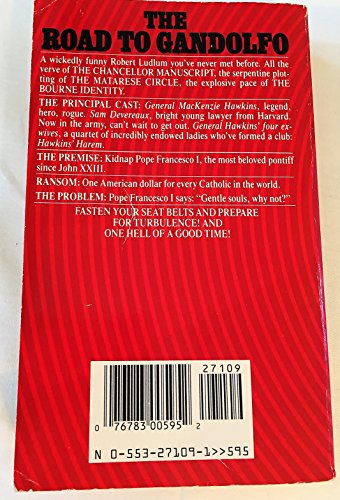 THE
ROAD TO GANDOLFO
A wickedly funny Robert Ludlum you've never met before. All the
verve of THE CHANCELLOR MANUSCRIPT, the serpentine plot-
ting of THE MATARESE CIRCLE, the explosive pace of THE
BOURNE IDENTITY.
THE PRINCIPAL CAST: General MacKenzie Hawkins, legend,
hero, rogue. Sam Devereaux, bright young lawyer from Harvard.
Now in the army, can't wait to get out. General Hawkins' four ex-
wives, a quartet of incredibly endowed ladies who've formed a club:
Hawkins' Harem.
THE PREMISE: Kidnap Pope Francesco I, the most beloved pontiff
since John XXIII.
RANSOM: One American dollar for every Catholic in the world.
THE PROBLEM: Pope Francesco I says: "Gentle souls, why not?"
FASTEN YOUR SEAT BELTS AND PREPARE
FOR TURBULENCE! AND
ONE HELL OF A GOOD TIME!
27109
0 76783 00595 2
N 0-553-27109-1>>595